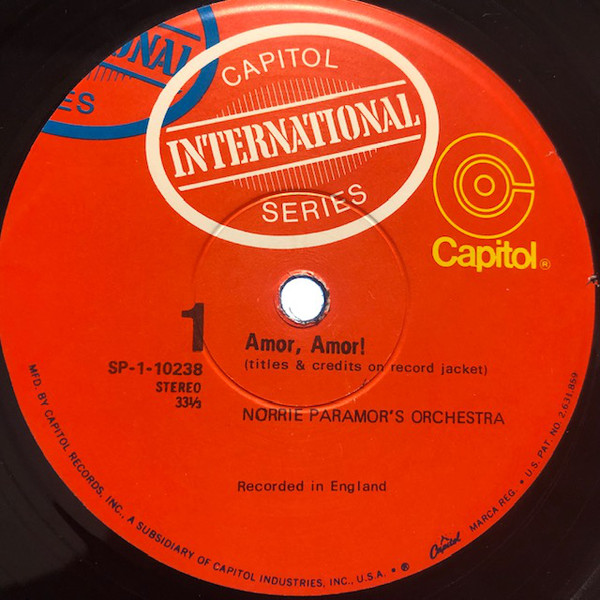 ONAL
ES
CAPITOL
INTERNATIONAL
SERIES
Capitol®
1
SP-1-10238
STEREO
33⅓
Amor, Amor!
(titles & credits on record jacket)
NORRIE PARAMOR'S ORCHESTRA
Recorded in England
MFD. BY CAPITOL RECORDS, INC., A SUBSIDIARY OF CAPITOL INDUSTRIES, INC., U.S.A. • ® Capitol MARCA REG. • U.S. PAT. NO. 2,631,859